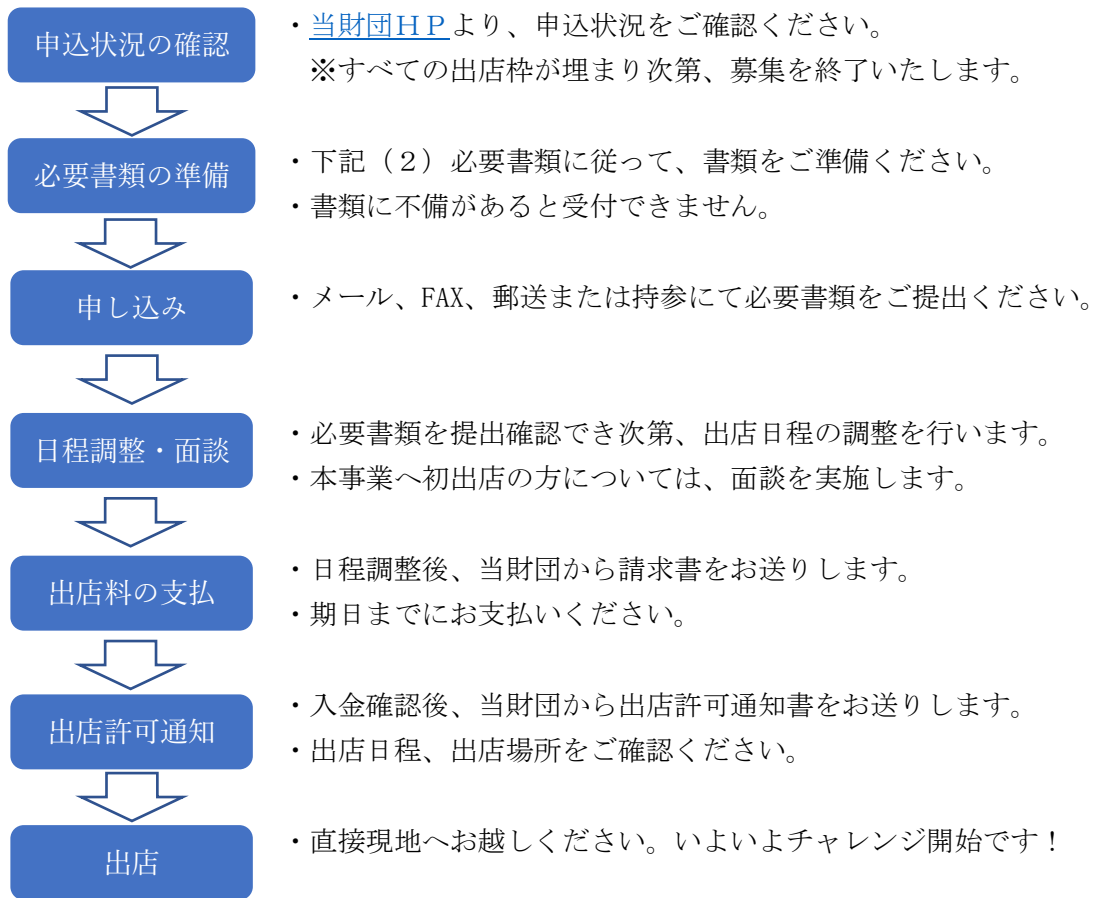 申込状況の確認
・当財団ＨＰより、申込状況をご確認ください。
※すべての出店枠が埋まり次第、募集を終了いたします。
必要書類の準備
・下記（２）必要書類に従って、書類をご準備ください。
・書類に不備があると受付できません。
申し込み
・メール、FAX、郵送または持参にて必要書類をご提出ください。
日程調整・面談
・必要書類を提出確認でき次第、出店日程の調整を行います。
・本事業へ初出店の方については、面談を実施します。
出店料の支払
・日程調整後、当財団から請求書をお送りします。
・期日までにお支払いください。
出店許可通知
・入金確認後、当財団から出店許可通知書をお送りします。
・出店日程、出店場所をご確認ください。
出店
・直接現地へお越しください。いよいよチャレンジ開始です！